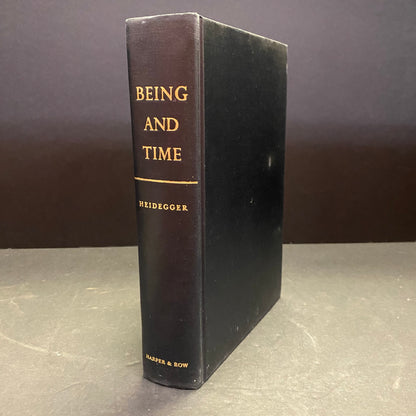 BEING
AND
TIME
HEIDEGGER
HARPER & ROW